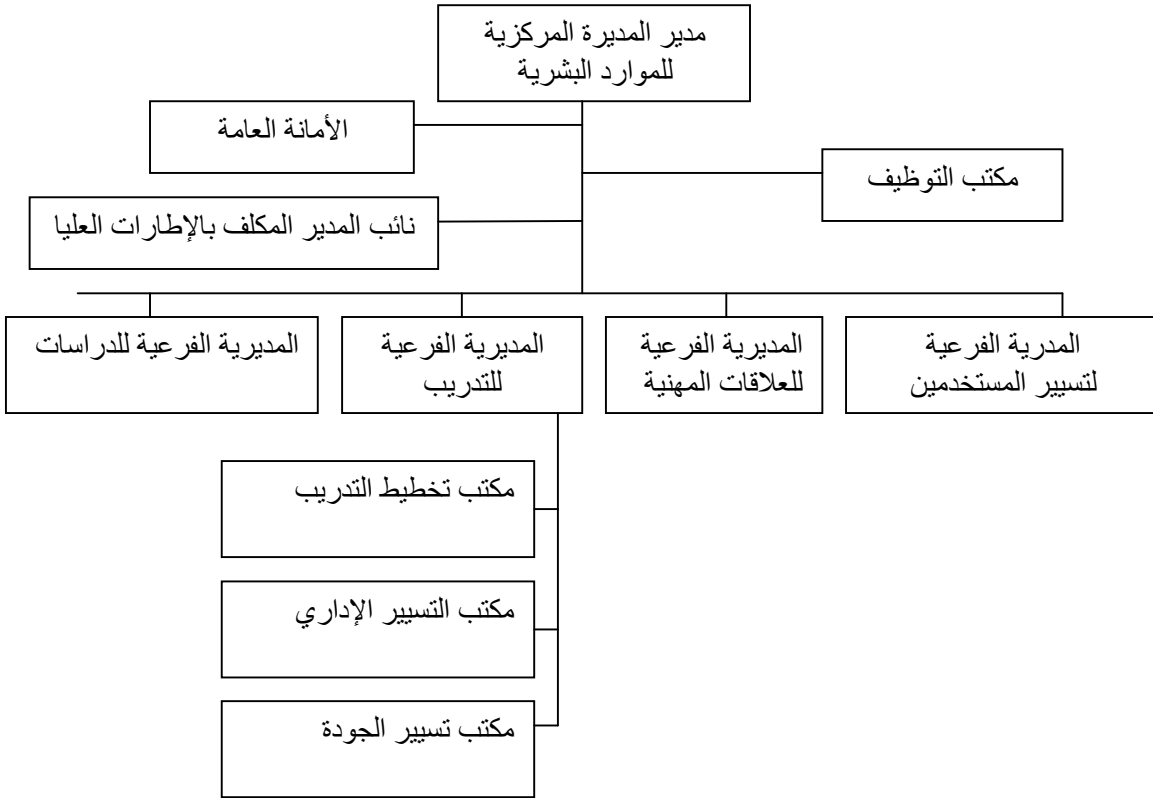 مدير المديرة المركزية
للموارد البشرية
الأمانة العامة
مكتب التوظيف
نائب المدير المكلف بالإطارات العليا
المدرية الفرعية
لتسيير المستخدمين
المديرية الفرعية
للعلاقات المهنية
المديرية الفرعية
للتدريب
المديرية الفرعية للدراسات
مكتب تخطيط التدريب
مكتب التسيير الإداري
مكتب تسيير الجودة